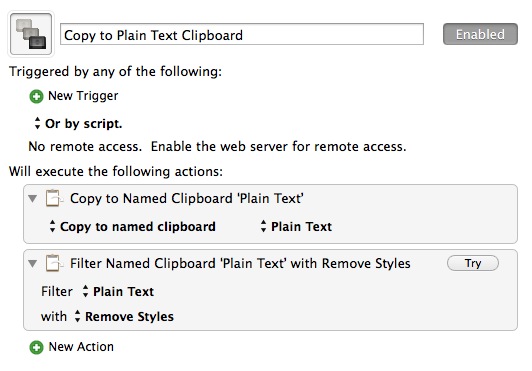 Copy to Plain Text Clipboard
Enabled
Triggered by any of the following:
New Trigger
Or by script.
No remote access.  Enable the web server for remote access.
Will execute the following actions:
Copy to Named Clipboard 'Plain Text'
Copy to named clipboard Plain Text
Filter Named Clipboard 'Plain Text' with Remove Styles Try
Filter Plain Text
with Remove Styles
New Action